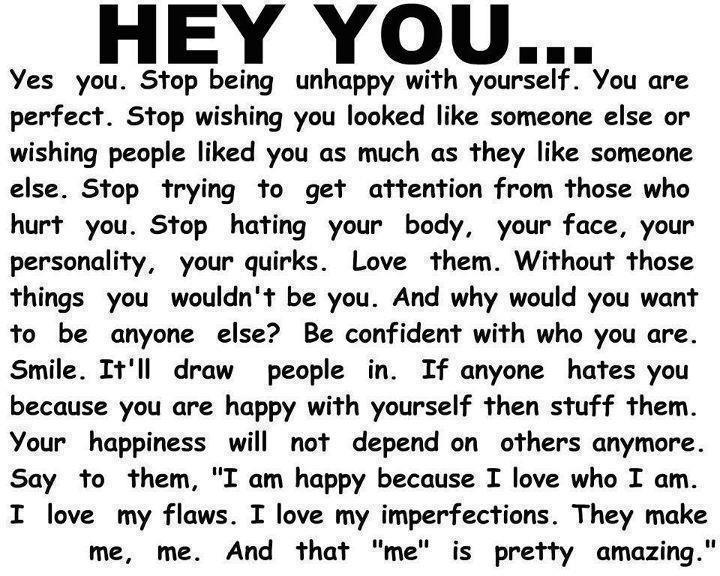 HEY YOU...
Yes you. Stop being unhappy with yourself. You are
perfect. Stop wishing you looked like someone else or
wishing people liked you as much as they like someone
else. Stop trying to get attention from those who
hurt you. Stop hating your body, your face, your
personality, your quirks. Love them. Without those
things you wouldn't be you. And why would you want
to be anyone else? Be confident with who you are.
Smile. It'll draw people in. If anyone hates you
because you are happy with yourself then stuff them.
Your happiness will not depend on others anymore.
Say to them, "I am happy because I love who I am.
I love my flaws. I love my imperfections. They make
me, me. And that "me" is pretty amazing."